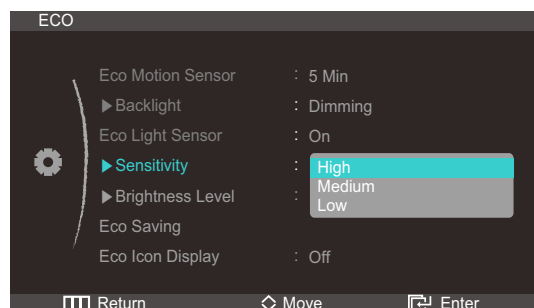 ECO
Eco Motion Sensor : 5 Min
▶Backlight : Dimming
Eco Light Sensor : On
▶Sensitivity : High
Medium
Low
▶Brightness Level :
Eco Saving
Eco Icon Display : Off
Return Move Enter